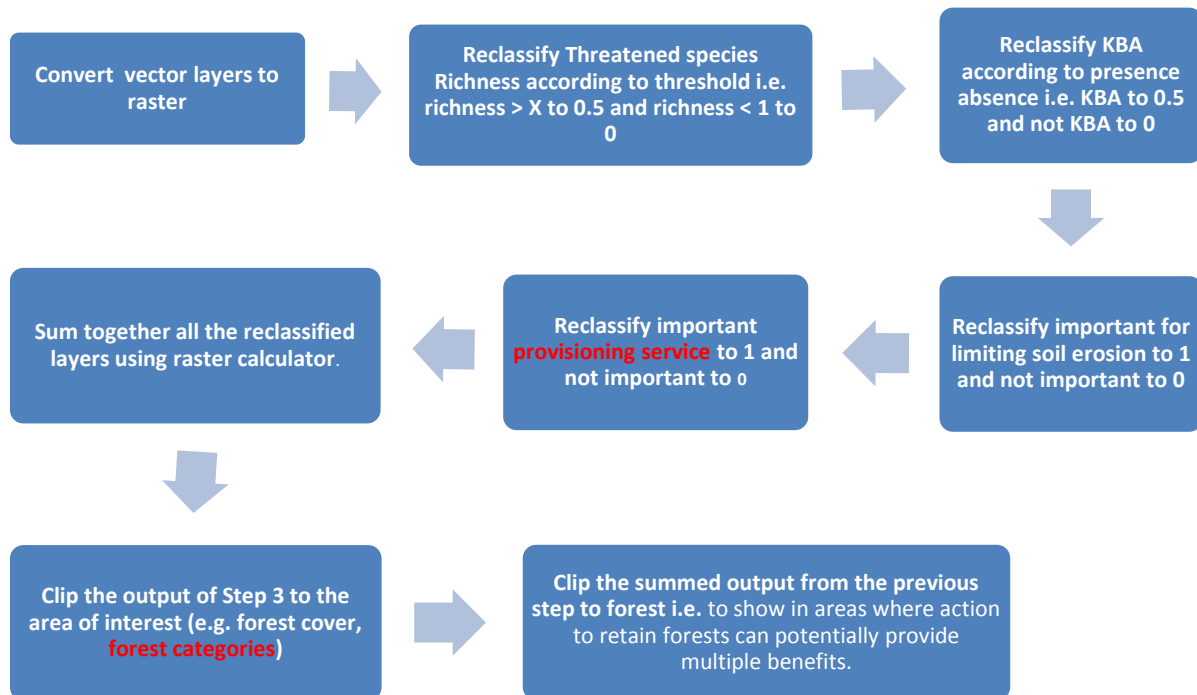 Convert vector layers to
raster
Reclassify Threatened species
Richness according to threshold i.e.
richness > X to 0.5 and richness < 1 to
0
Reclassify KBA
according to presence
absence i.e. KBA to 0.5
and not KBA to 0
Reclassify important for
limiting soil erosion to 1
and not important to 0
Reclassify important
provisioning service to 1 and
not important to 0
Sum together all the reclassified
layers using raster calculator.
Clip the output of Step 3 to the
area of interest (e.g. forest cover,
forest categories)
Clip the summed output from the previous
step to forest i.e. to show in areas where action
to retain forests can potentially provide
multiple benefits.